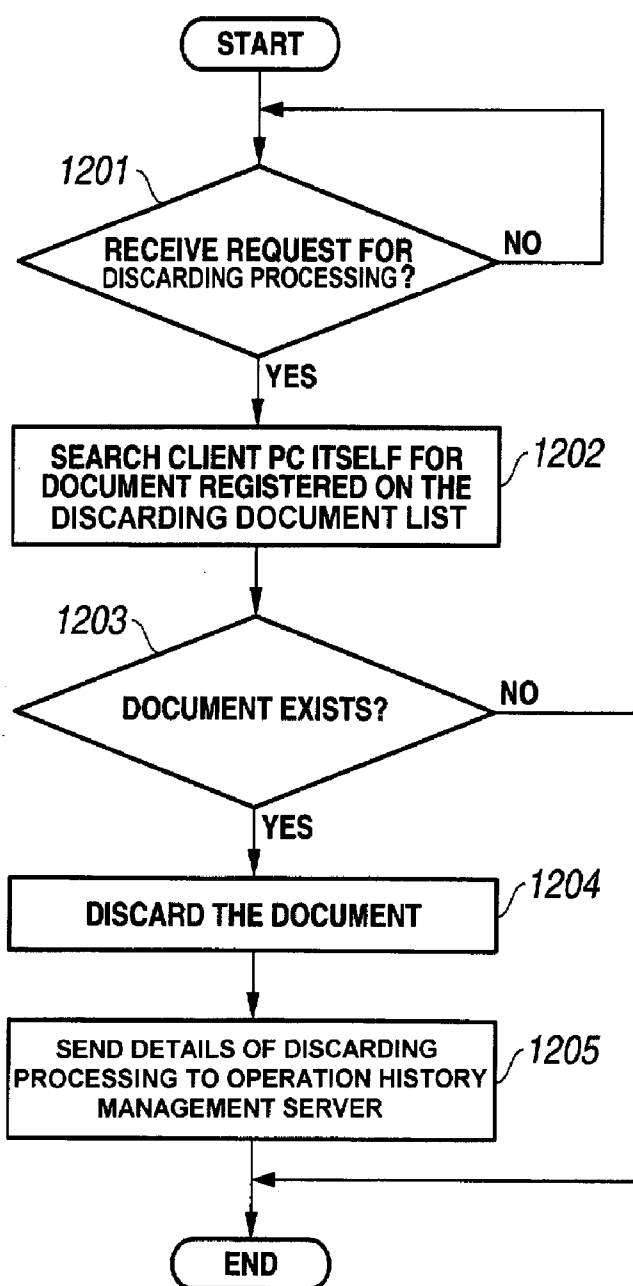 START
1201
RECEIVE REQUEST FOR
DISCARDING PROCESSING?
NO
YES
SEARCH CLIENT PC ITSELF FOR
DOCUMENT REGISTERED ON THE
DISCARDING DOCUMENT LIST
1202
1203
DOCUMENT EXISTS?
NO
YES
DISCARD THE DOCUMENT
1204
SEND DETAILS OF DISCARDING
PROCESSING TO OPERATION HISTORY
MANAGEMENT SERVER
1205
END